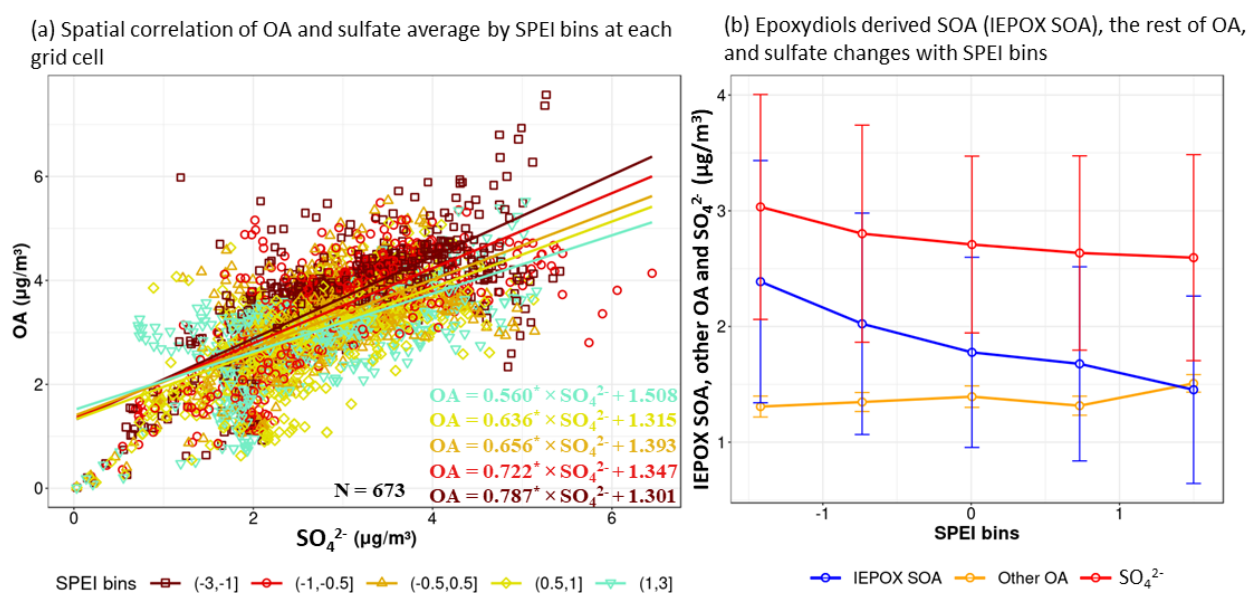 (a) Spatial correlation of OA and sulfate average by SPEI bins at each
grid cell
OA (µg/m³)
6
4
2
0
OA = 0.560* × SO₄²⁻ + 1.508
OA = 0.636* × SO₄²⁻ + 1.315
OA = 0.656* × SO₄²⁻ + 1.393
OA = 0.722* × SO₄²⁻ + 1.347
OA = 0.787* × SO₄²⁻ + 1.301
N = 673
0 2 4 6
SO₄²⁻ (µg/m³)
SPEI bins (-3,-1] (-1,-0.5] (-0.5,0.5] (0.5,1] (1,3]
(b) Epoxydiols derived SOA (IEPOX SOA), the rest of OA,
and sulfate changes with SPEI bins
IEPOX SOA, other OA and SO₄²⁻ (µg/m³)
4
3
2
1
-1 0 1
SPEI bins
IEPOX SOA Other OA SO₄²⁻